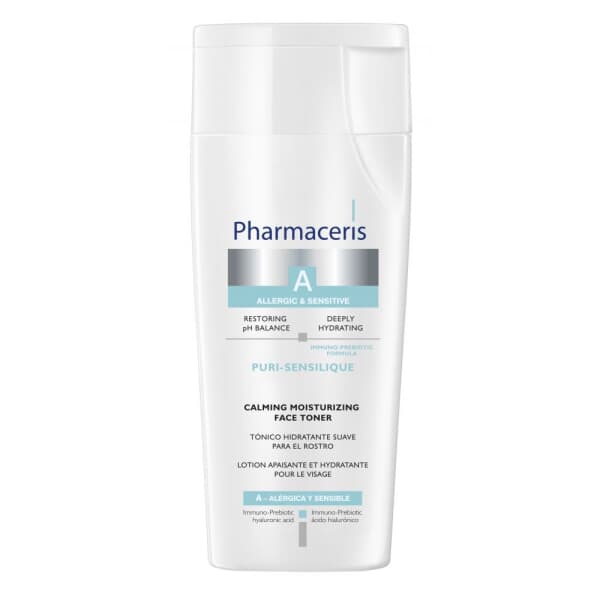 Pharmaceris
A
ALLERGIC & SENSITIVE
RESTORING
pH BALANCE
DEEPLY
HYDRATING
IMMUNO-PREBIOTIC
FORMULA
PURI-SENSILIQUE
CALMING MOISTURIZING
FACE TONER
TÓNICO HIDRATANTE SUAVE
PARA EL ROSTRO
LOTION APAISANTE ET HYDRATANTE
POUR LE VISAGE
A - ALÉRGICA Y SENSIBLE
Immuno-Prebiotic
hyaluronic acid
Immuno-Prebiotic
ácido hialurónico